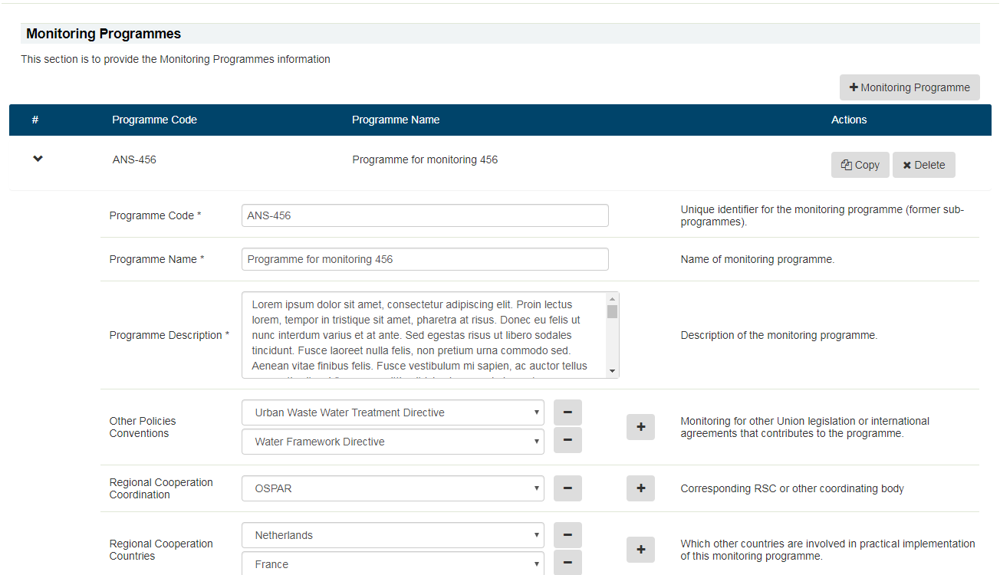 Monitoring Programmes
This section is to provide the Monitoring Programmes information
+ Monitoring Programme
# Programme Code Programme Name Actions
ANS-456 Programme for monitoring 456 Copy Delete
Programme Code * ANS-456 Unique identifier for the monitoring programme (former sub-
programmes).
Programme Name * Programme for monitoring 456 Name of monitoring programme.
Programme Description *
Lorem ipsum dolor sit amet, consectetur adipiscing elit. Proin lectus
lorem, tempor in tristique sit amet, pharetra at risus. Donec eu felis ut
nunc interdum varius et at ante. Sed egestas risus ut libero sodales
tincidunt. Fusce laoreet nulla felis, non pretium urna commodo sed.
Aenean vitae finibus felis. Fusce vestibulum mi sapien, ac auctor tellus
Description of the monitoring programme.
Other Policies
Conventions
Urban Waste Water Treatment Directive
Water Framework Directive
Monitoring for other Union legislation or international
agreements that contributes to the programme.
Regional Cooperation
Coordination
OSPAR
Corresponding RSC or other coordinating body
Regional Cooperation
Countries
Netherlands
France
Which other countries are involved in practical implementation
of this monitoring programme.